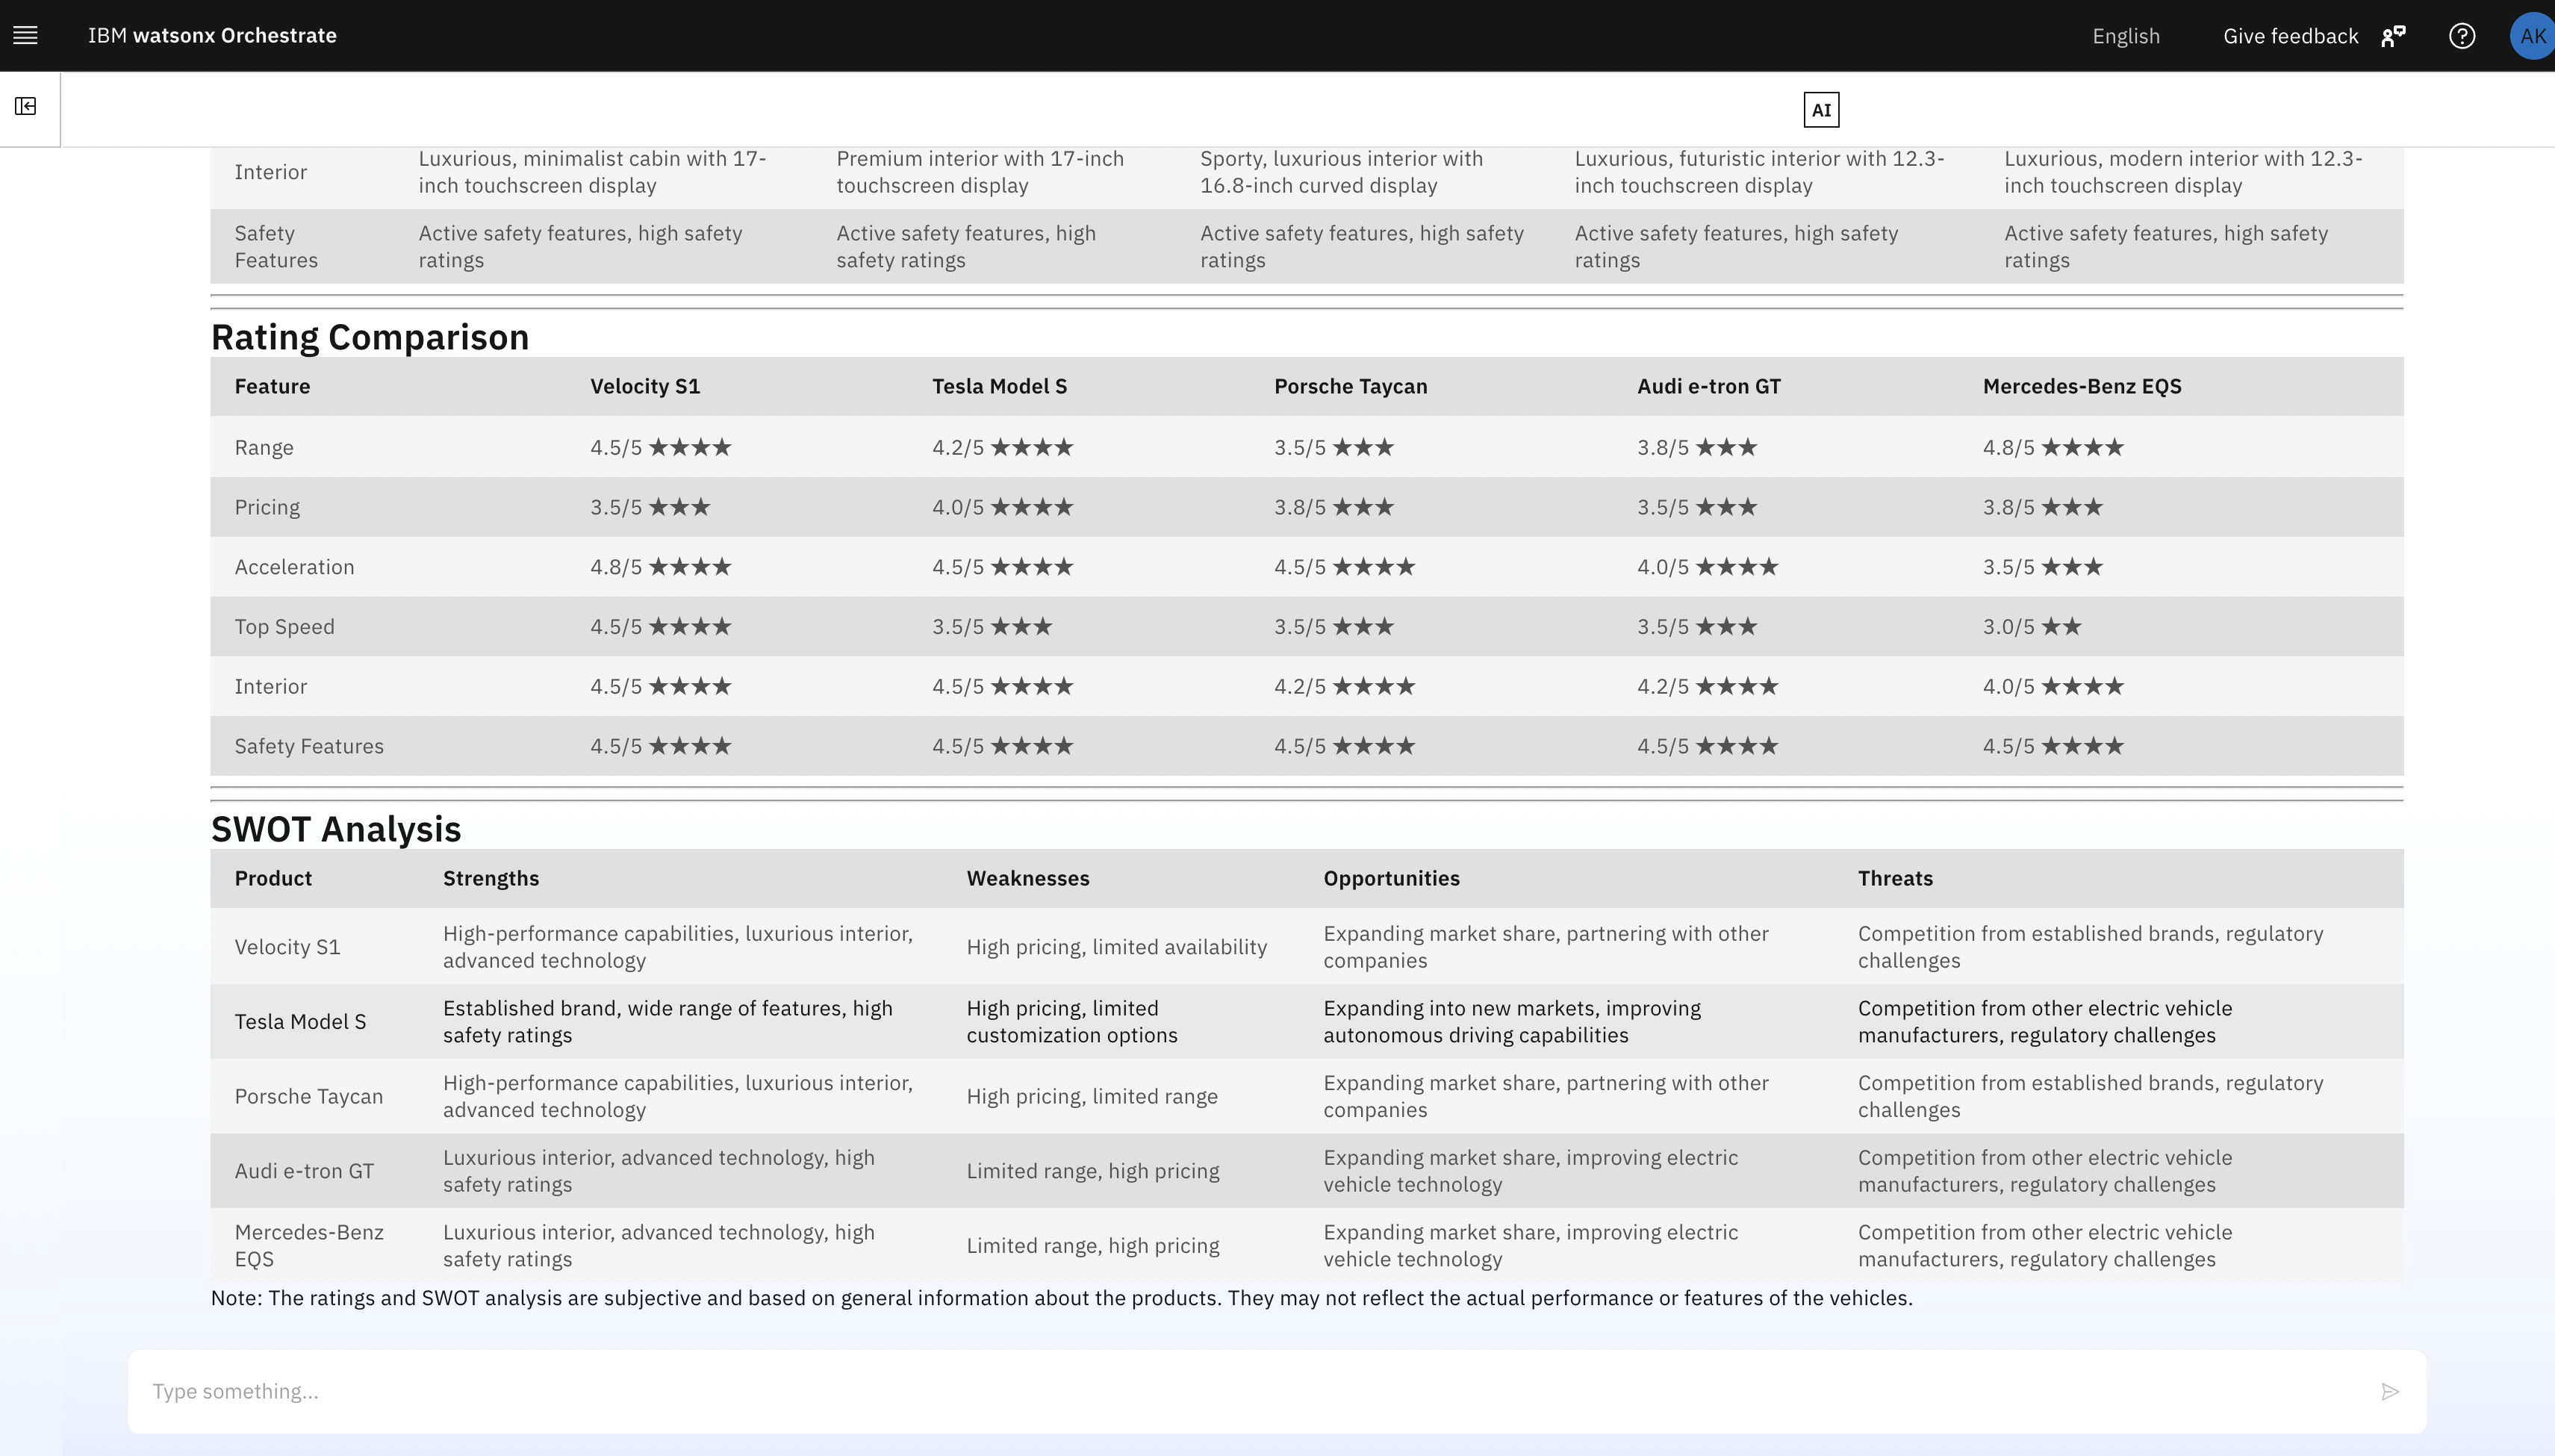 IBM watsonx Orchestrate
English
Give feedback
AK
AI
Interior
Luxurious, minimalist cabin with 17-
inch touchscreen display
Premium interior with 17-inch
touchscreen display
Sporty, luxurious interior with
16.8-inch curved display
Luxurious, futuristic interior with 12.3-
inch touchscreen display
Luxurious, modern interior with 12.3-
inch touchscreen display
Safety
Features
Active safety features, high safety
ratings
Active safety features, high
safety ratings
Active safety features, high safety
ratings
Active safety features, high safety
ratings
Active safety features, high safety
ratings
Rating Comparison
Feature Velocity S1 Tesla Model S Porsche Taycan Audi e-tron GT Mercedes-Benz EQS
Range 4.5/5 ★★★★ 4.2/5 ★★★★ 3.5/5 ★★★ 3.8/5 ★★★ 4.8/5 ★★★★
Pricing 3.5/5 ★★★ 4.0/5 ★★★★ 3.8/5 ★★★ 3.5/5 ★★★ 3.8/5 ★★★
Acceleration 4.8/5 ★★★★ 4.5/5 ★★★★ 4.5/5 ★★★★ 4.0/5 ★★★★ 3.5/5 ★★★
Top Speed 4.5/5 ★★★★ 3.5/5 ★★★ 3.5/5 ★★★ 3.5/5 ★★★ 3.0/5 ★★
Interior 4.5/5 ★★★★ 4.5/5 ★★★★ 4.2/5 ★★★★ 4.2/5 ★★★★ 4.0/5 ★★★★
Safety Features 4.5/5 ★★★★ 4.5/5 ★★★★ 4.5/5 ★★★★ 4.5/5 ★★★★ 4.5/5 ★★★★
SWOT Analysis
Product Strengths Weaknesses Opportunities Threats
Velocity S1
High-performance capabilities, luxurious interior,
advanced technology
High pricing, limited availability
Expanding market share, partnering with other
companies
Competition from established brands, regulatory
challenges
Tesla Model S
Established brand, wide range of features, high
safety ratings
High pricing, limited
customization options
Expanding into new markets, improving
autonomous driving capabilities
Competition from other electric vehicle
manufacturers, regulatory challenges
Porsche Taycan
High-performance capabilities, luxurious interior,
advanced technology
High pricing, limited range
Expanding market share, partnering with other
companies
Competition from established brands, regulatory
challenges
Audi e-tron GT
Luxurious interior, advanced technology, high
safety ratings
Limited range, high pricing
Expanding market share, improving electric
vehicle technology
Competition from other electric vehicle
manufacturers, regulatory challenges
Mercedes-Benz
EQS
Luxurious interior, advanced technology, high
safety ratings
Limited range, high pricing
Expanding market share, improving electric
vehicle technology
Competition from other electric vehicle
manufacturers, regulatory challenges
Note: The ratings and SWOT analysis are subjective and based on general information about the products. They may not reflect the actual performance or features of the vehicles.
Type something...